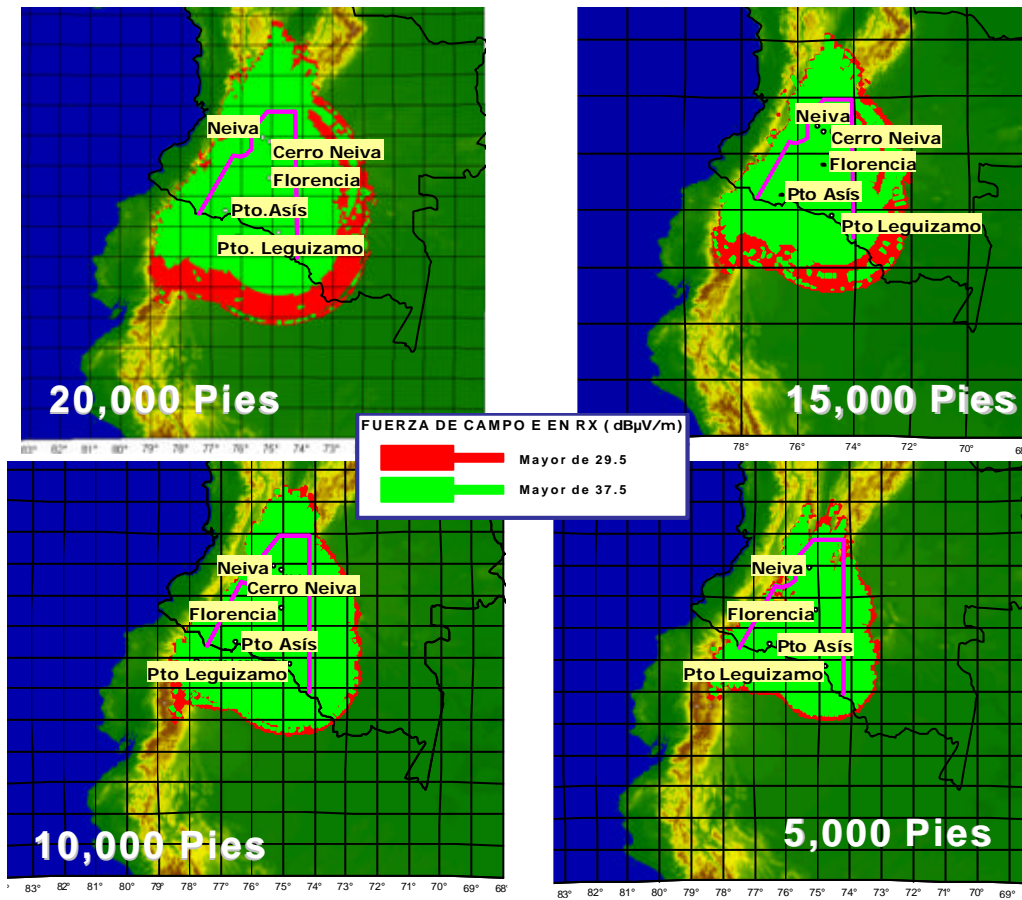 Neiva
Cerro Neiva
Florencia
Pto.Asís
Pto. Leguizamo
20,000 Pies
83° 82° 81° 80° 79° 78° 77° 76° 75° 74° 73°
Neiva
Cerro Neiva
Florencia
Pto Asís
Pto Leguizamo
15,000 Pies
78° 76° 74° 72° 70° 68
FUERZA DE CAMPO E EN RX ( dBµV/m)
Mayor de 29.5
Mayor de 37.5
Neiva
Cerro Neiva
Florencia
Pto Asís
Pto Leguizamo
10,000 Pies
° 83° 82° 81° 80° 79° 78° 77° 76° 75° 74° 73° 72° 71° 70° 69° 68°
Neiva
Florencia
Pto Asís
Pto Leguizamo
5,000 Pies
83° 82° 81° 80° 79° 78° 77° 76° 75° 74° 73° 72° 71° 70° 69° 68